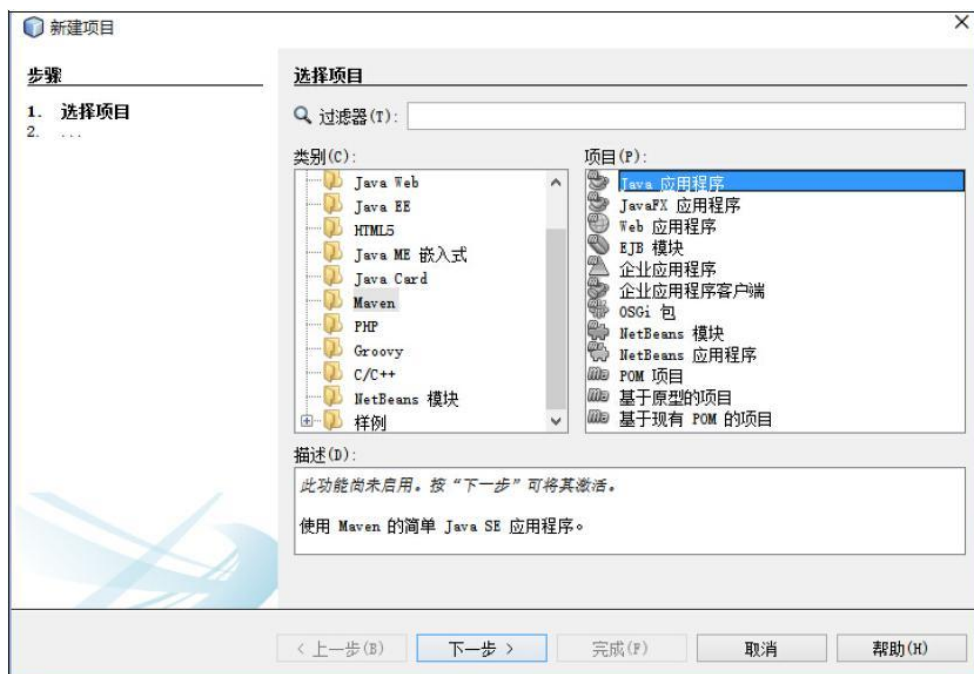 新建项目
步骤
1. 选择项目
2. ...
选择项目
过滤器(T):
类别(C):
Java Web
Java EE
HTML5
Java ME 嵌入式
Java Card
Maven
PHP
Groovy
C/C++
NetBeans 模块
样例
项目(P):
Java 应用程序
JavaFX 应用程序
Web 应用程序
EJB 模块
企业应用程序
企业应用程序客户端
OSGi 包
NetBeans 模块
NetBeans 应用程序
POM 项目
基于原型的项目
基于现有 POM 的项目
描述(D):
此功能尚未启用。按“下一步”可将其激活。
使用 Maven 的简单 Java SE 应用程序。
< 上一步(B) 下一步 > 完成(F) 取消 帮助(H)